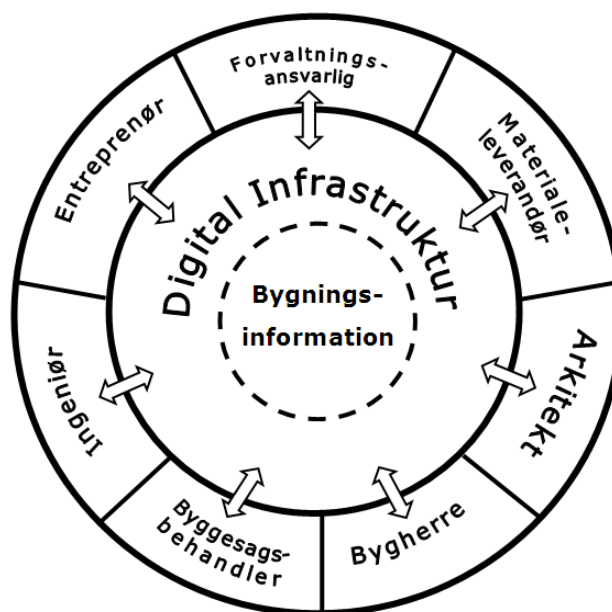 Forvaltnings-
ansvarlig
Materiale-
leverandør
Arkitekt
Bygherre
Byggesags-
behandler
Ingeniør
Entreprenør
Digital Infrastruktur
Bygnings-
information